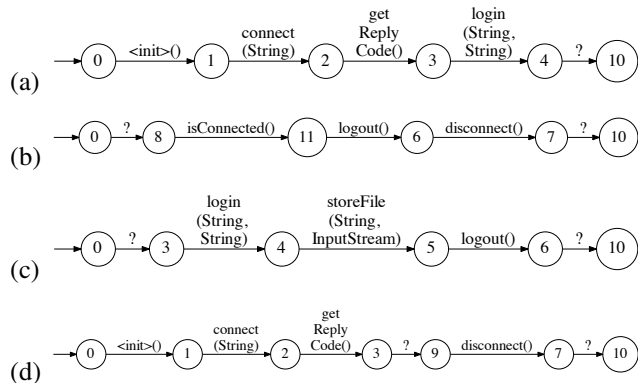 (a)
0
<init>()
1
connect
(String)
2
get
Reply
Code()
3
login
(String,
String)
4
?
10
(b)
0
?
8
isConnected()
11
logout()
6
disconnect()
7
?
10
(c)
0
?
3
login
(String,
String)
4
storeFile
(String,
InputStream)
5
logout()
6
?
10
(d)
0
<init>()
1
connect
(String)
2
get
Reply
Code()
3
?
9
disconnect()
7
?
10